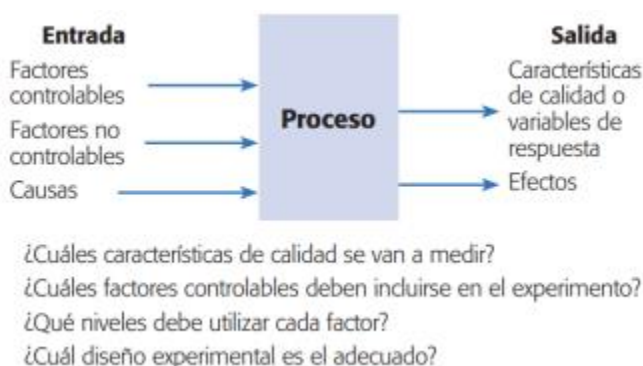 Entrada
Factores
controlables
Factores no
controlables
Causas
Proceso
Salida
Características
de calidad o
variables de
respuesta
Efectos
¿Cuáles características de calidad se van a medir?
¿Cuáles factores controlables deben incluirse en el experimento?
¿Qué niveles debe utilizar cada factor?
¿Cuál diseño experimental es el adecuado?